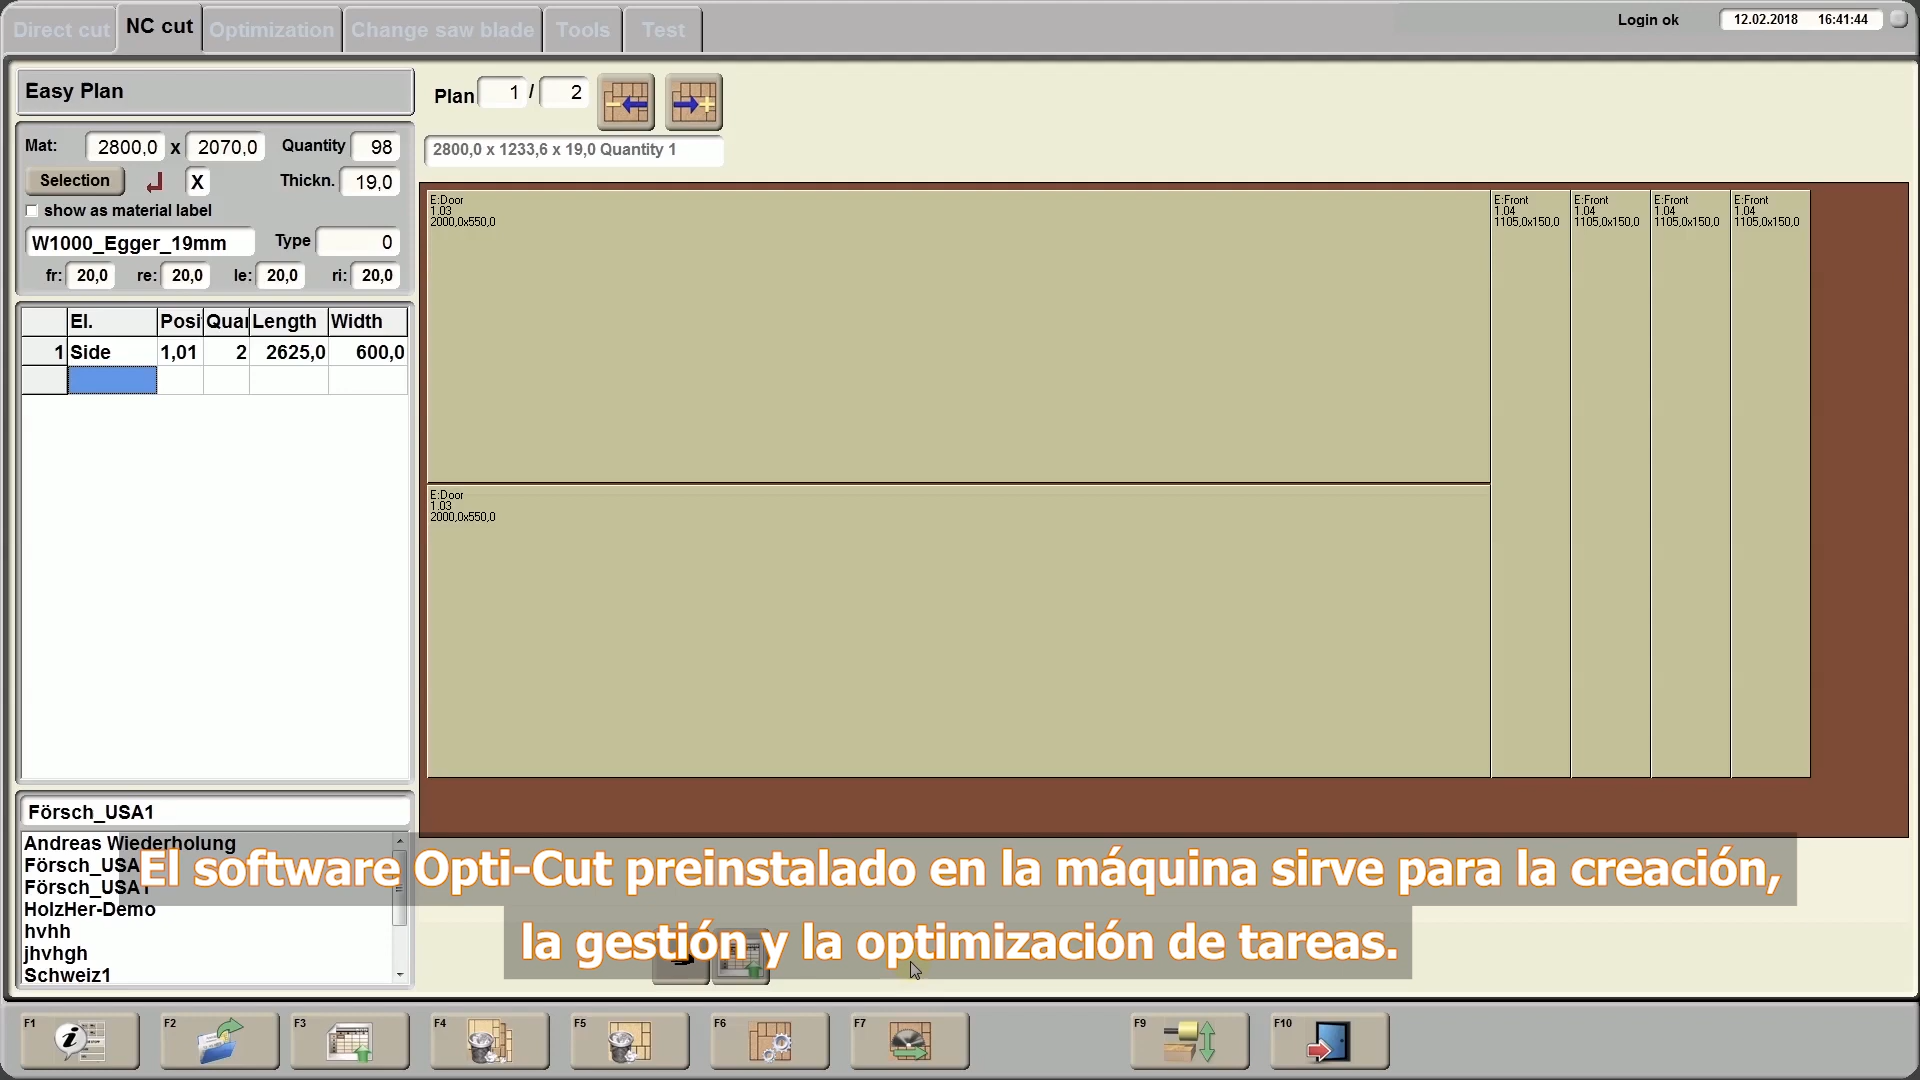 Direct cut
NC cut
Optimization
Change saw blade
Tools
Test
Login ok
12.02.2018 16:41:44
Easy Plan
Mat: 2800,0 x 2070,0 Quantity 98
Selection X Thickn. 19,0
show as material label
W1000_Egger_19mm Type 0
fr: 20,0 re: 20,0 le: 20,0 ri: 20,0
El. Posi Quar Length Width
1 Side 1,01 2 2625,0 600,0
Plan 1 / 2
2800,0 x 1233,6 x 19,0 Quantity 1
E:Door
1.03
2000,0x550,0
E:Front
1.04
1105,0x150,0
E:Front
1.04
1105,0x150,0
E:Front
1.04
1105,0x150,0
E:Front
1.04
1105,0x150,0
E:Door
1.03
2000,0x550,0
Försch_USA1
Andreas Wiederholung
Försch_USA
Försch_USA1
HolzHer-Demo
hvhh
jhvhgh
Schweiz1
El software Opti-Cut preinstalado en la máquina sirve para la creación,
la gestión y la optimización de tareas.
F1
F2
F3
F4
F5
F6
F7
F9
F10